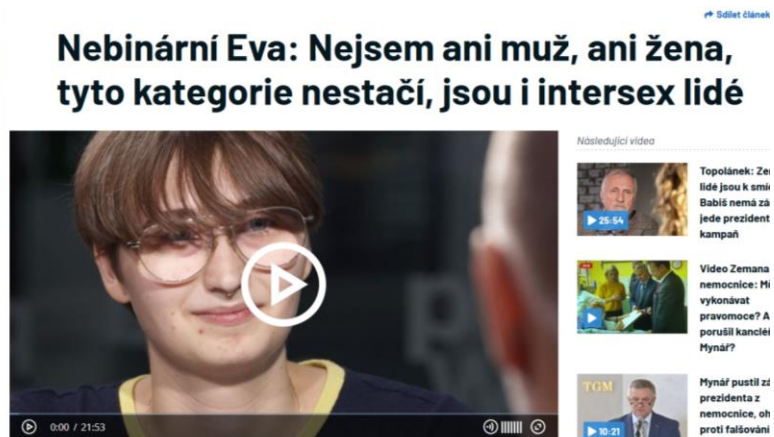 Sdílet článek
Nebinární Eva: Nejsem ani muž, ani žena,
tyto kategorie nestačí, jsou i intersex lidé
Následující videa
25:54
Topolánek:
lidé jsou k
Babiš nemá
jede
kampaň
Video Zemana
nemocnice:
vykonávat
pravomoce? A
porušil
Mynář?
TGM
10:21
Mynář pustil
prezidenta z
nemocnice,
proti falšování
0:00 / 21:53